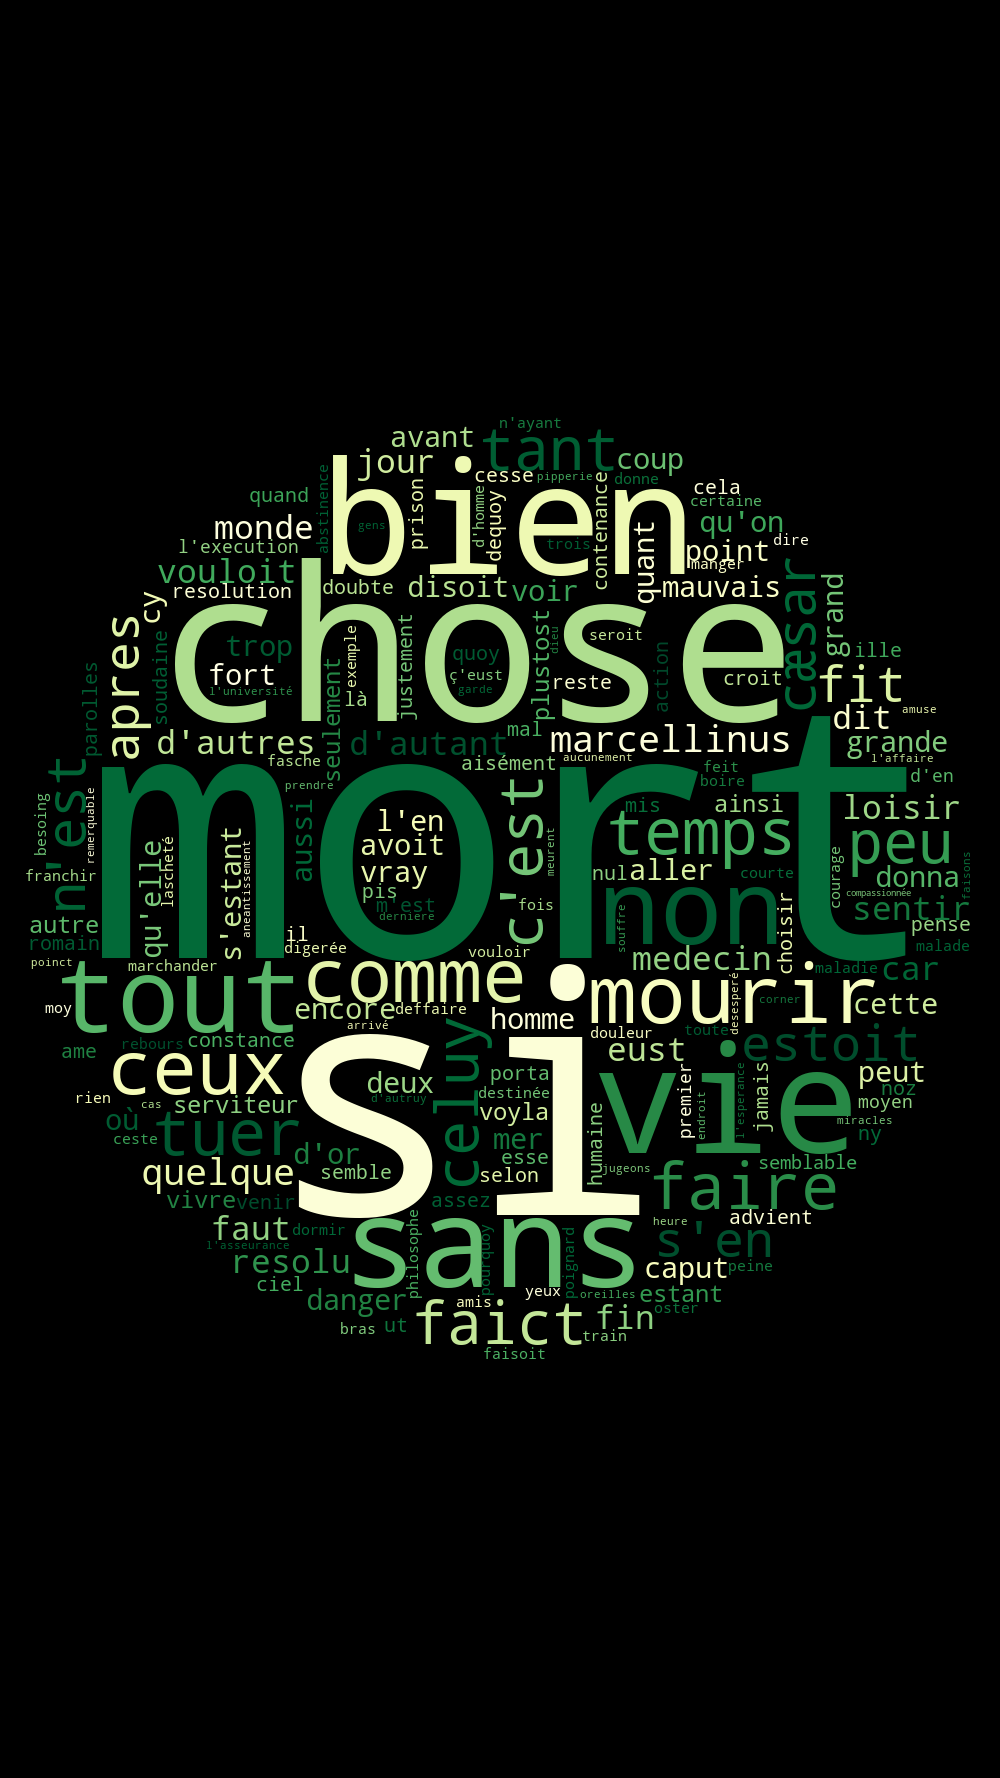 n'ayant
avant
tant
jour
coup
bien
cesse
pipperie
donne
cela
quand
abstinence
prison
d'homme
dequoy
contenance
certaine
monde
gens
qu'on
l'execution
trois
quant
point
dire
vouloit
manger
resolution
doubte
disoit
voir
mauvais
cy
chose
cæsar
grand
apres
soudaine
trop
exemple
justement
quoy
plustost
dieu
seroit
action
ille
parolles
fort
l'université
là
seulement
ç'eust
garde
reste
croit
fit
dit
amuse
d'autres
d'autant
mal
marcellinus
grande
fasche
aisément
aucunement
l'affaire
n'est
prendre
mort
feit
boire
d'en
besoing
remerquable
aussi
l'en
c'est
mis
ainsi
loisir
avoit
temps
peu
qu'elle
lascheté
s'estant
aneantissement
vray
meurent
nul
aller
courte
courage
donna
faisons
franchir
pis
m'est
derniere
fois
non
compassionnée
sentir
autre
souffre
choisir
pense
romain
il
digerée
vouloir
medecin
malade
poinct
marchander
comme
maladie
car
tout
mourir
desesperé
corner
moy
encore
deffaire
homme
cette
arrivé
douleur
toute
ame
rebours
constance
si
celuy
eust
estoit
ceux
deux
porta
vie
peut
rien
cas
serviteur
d'autruy
destinée
premier
endroit
l'esperance
jamais
noz
moyen
où
voyla
humaine
miracles
ceste
tuer
d'or
mer
ny
quelque
semble
esse
selon
jugeons
semblable
vivre
venir
assez
faire
faut
dormir
sans
philosophe
pourquoy
poignard
heure
advient
l'asseurance
s'en
resolu
caput
peine
ciel
danger
amis
yeux
oreilles
estant
faict
fin
oster
bras
ut
train
faisoit